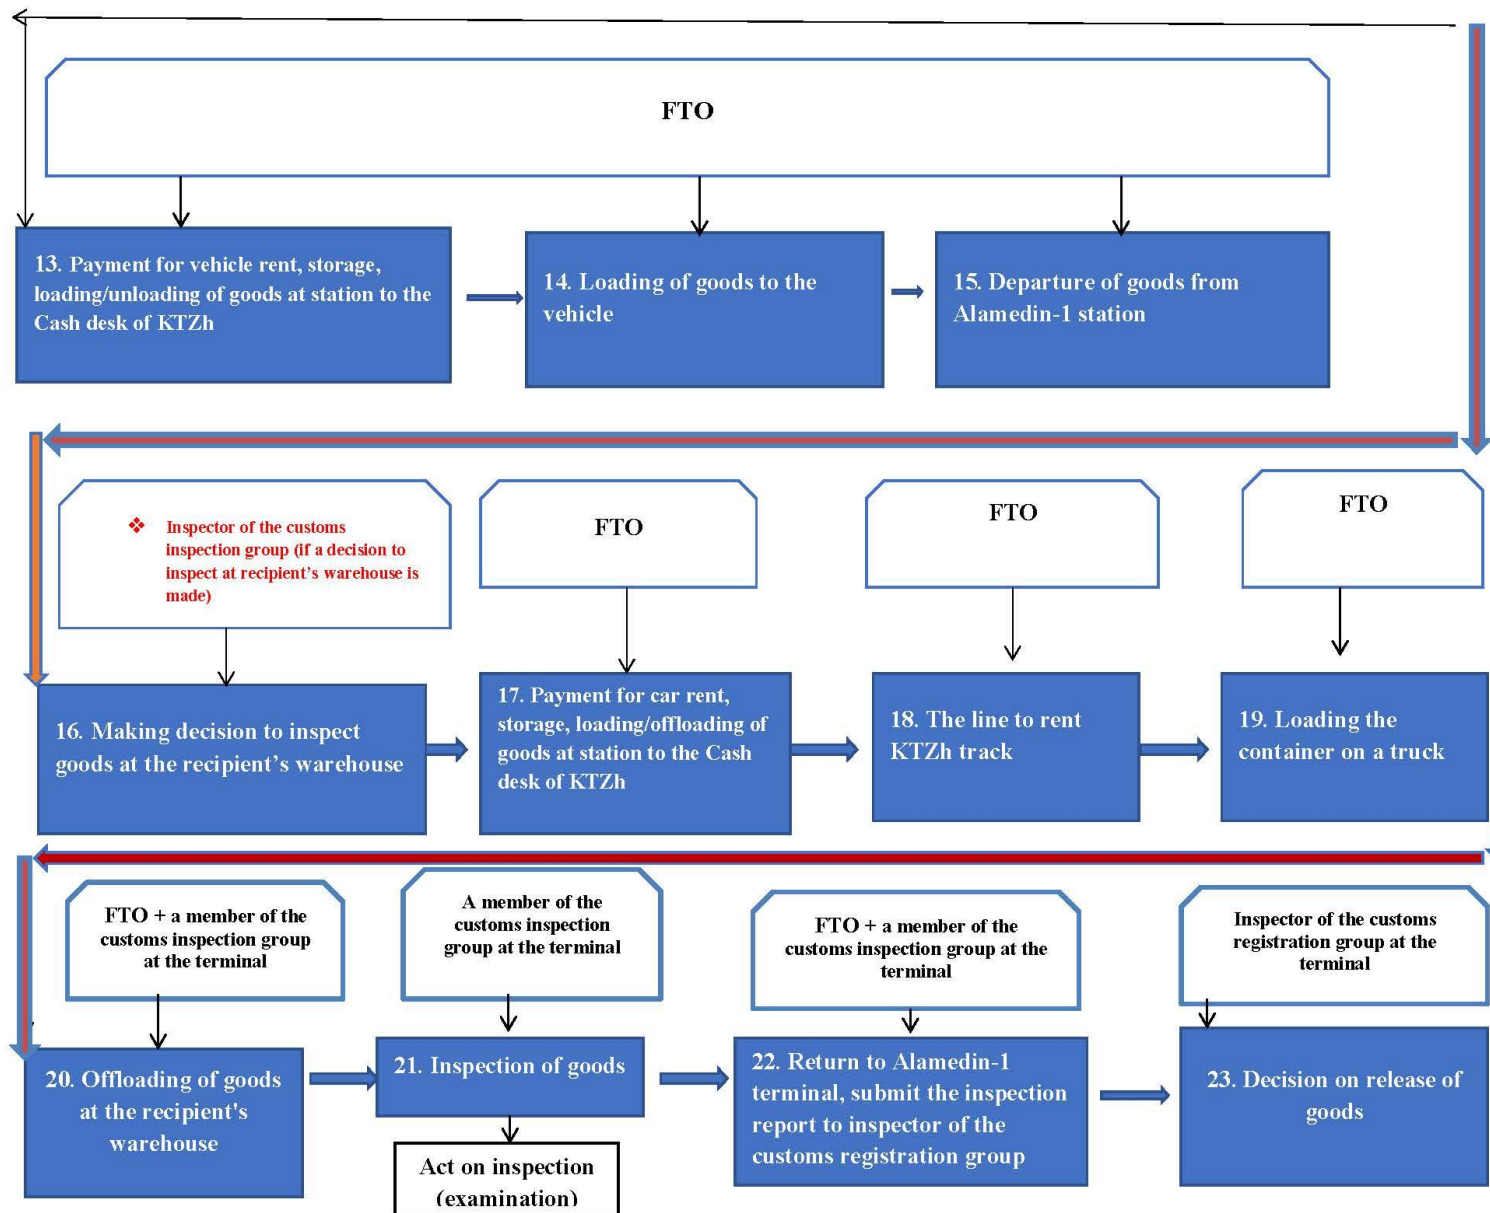 FTO
13. Payment for vehicle rent, storage,
loading/unloading of goods at station to the
Cash desk of KTZh
14. Loading of goods to the
vehicle
15. Departure of goods from
Alamedin-1 station
❖ Inspector of the customs
inspection group (if a decision to
inspect at recipient’s warehouse is
made)
FTO
FTO
FTO
16. Making decision to inspect
goods at the recipient’s warehouse
17. Payment for car rent,
storage, loading/offloading of
goods at station to the Cash
desk of KTZh
18. The line to rent
KTZh track
19. Loading the
container on a truck
FTO + a member of the
customs inspection group
at the terminal
A member of the
customs inspection
group at the terminal
FTO + a member of the
customs inspection group at the
terminal
Inspector of the customs
registration group at the
terminal
20. Offloading of goods
at the recipient's
warehouse
21. Inspection of goods
22. Return to Alamedin-1
terminal, submit the inspection
report to inspector of the
customs registration group
23. Decision on release of
goods
Act on inspection
(examination)